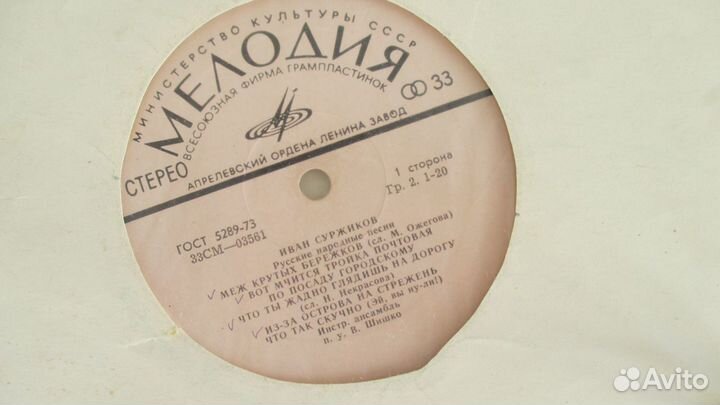 МИНИСТЕРСТВО КУЛЬТУРЫ СССР
МЕЛОДИЯ
ВСЕСОЮЗНАЯ ФИРМА ГРАМПЛАСТИНОК
33
СТЕРЕО
АПРЕЛЕВСКИЙ ОРДЕНА ЛЕНИНА ЗАВОД
1 сторона
Гр. 2. 1-20
ГОСТ 5289-73
33СМ—03561
ИВАН СУРЖИКОВ
Русские народные песни
МЕЖ КРУТЫХ БЕРЕЖКОВ (сл. М. Ожегова)
ВОТ МЧИТСЯ ТРОЙКА ПОЧТОВАЯ
ПО ПОСАДУ ГОРОДСКОМУ
ЧТО ТЫ ЖАДНО ГЛЯДИШЬ НА ДОРОГУ
(сл. Н. Некрасова)
ИЗ-ЗА ОСТРОВА НА СТРЕЖЕНЬ
ЧТО ТАК СКУЧНО (Эй, вы ну-ли!)
Инстр. ансамбль
п. у. В. Шишко
Avito